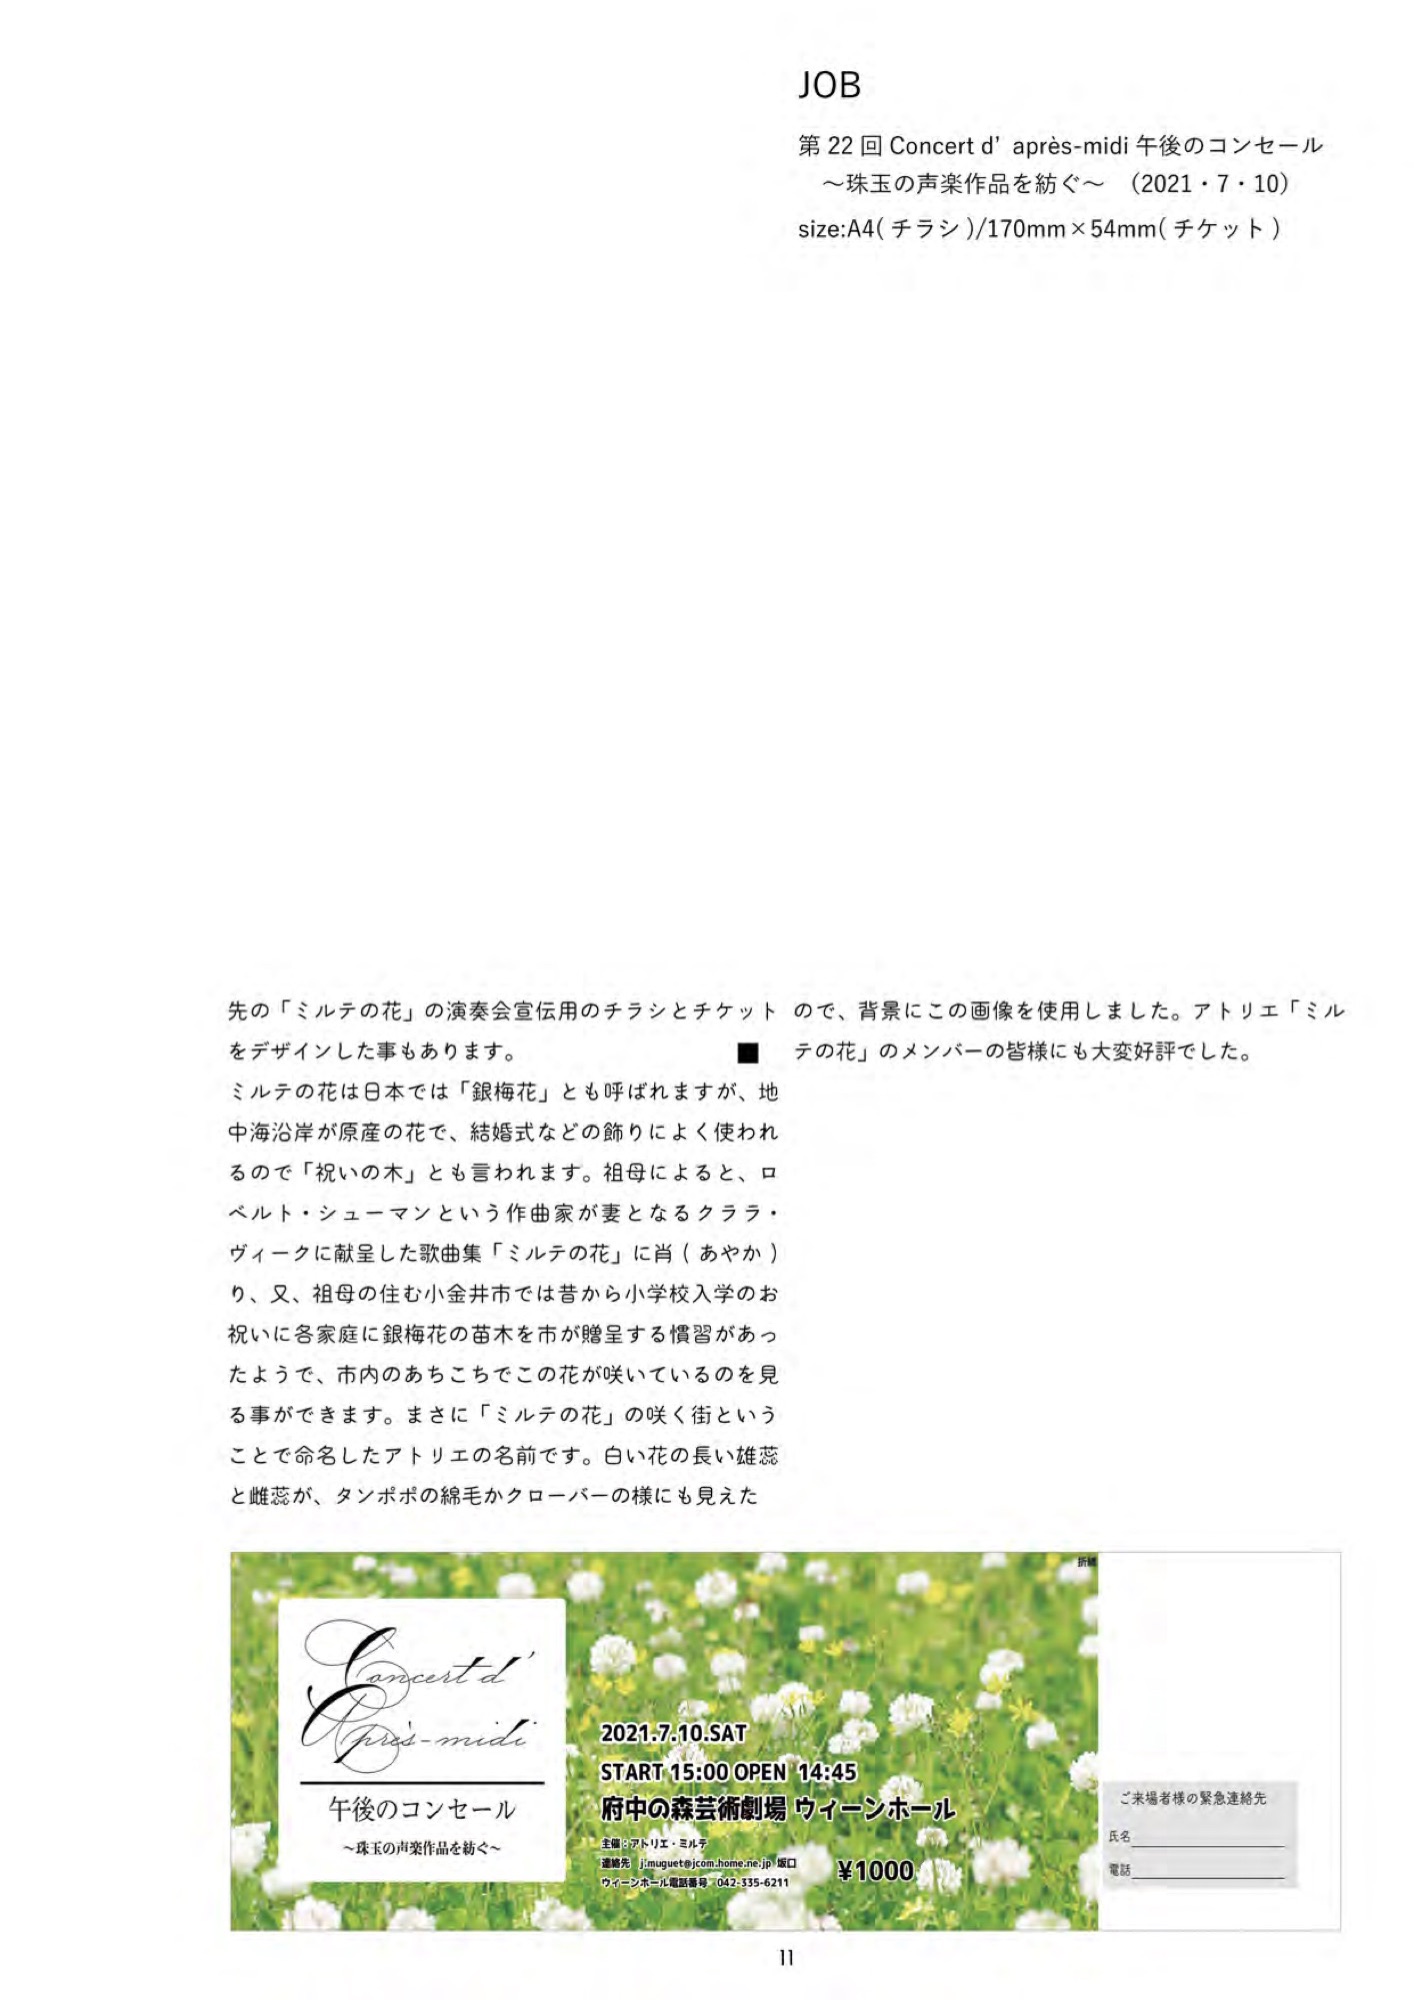 JOB
第 22 回 Concert d’ après-midi 午後のコンセール
～珠玉の声楽作品を紡ぐ～ （2021・7・10）
size:A4( チラシ )/170mm×54mm( チケット )
先の「ミルテの花」の演奏会宣伝用のチラシとチケット
をデザインした事もあります。
ミルテの花は日本では「銀梅花」とも呼ばれますが、地
中海沿岸が原産の花で、結婚式などの飾りによく使われ
るので「祝いの木」とも言われます。祖母によると、ロ
ベルト・シューマンという作曲家が妻となるクララ・
ヴィークに献呈した歌曲集「ミルテの花」に肖 ( あやか )
り、又、祖母の住む小金井市では昔から小学校入学のお
祝いに各家庭に銀梅花の苗木を市が贈呈する慣習があっ
たようで、市内のあちこちでこの花が咲いているのを見
る事ができます。まさに「ミルテの花」の咲く街という
ことで命名したアトリエの名前です。白い花の長い雄蕊
と雌蕊が、タンポポの綿毛かクローバーの様にも見えた
ので、背景にこの画像を使用しました。アトリエ「ミル
テの花」のメンバーの皆様にも大変好評でした。
Concert d’
Après-midi
午後のコンセール
～珠玉の声楽作品を紡ぐ～
2021.7.10.SAT
START 15:00 OPEN 14:45
府中の森芸術劇場 ウィーンホール
主催：アトリエ・ミルテ
連絡先 j.muguet@jcom.home.ne.jp 坂口
ウィーンホール電話番号 042-335-6211
¥1000
ご来場者様の緊急連絡先
氏名
電話
11